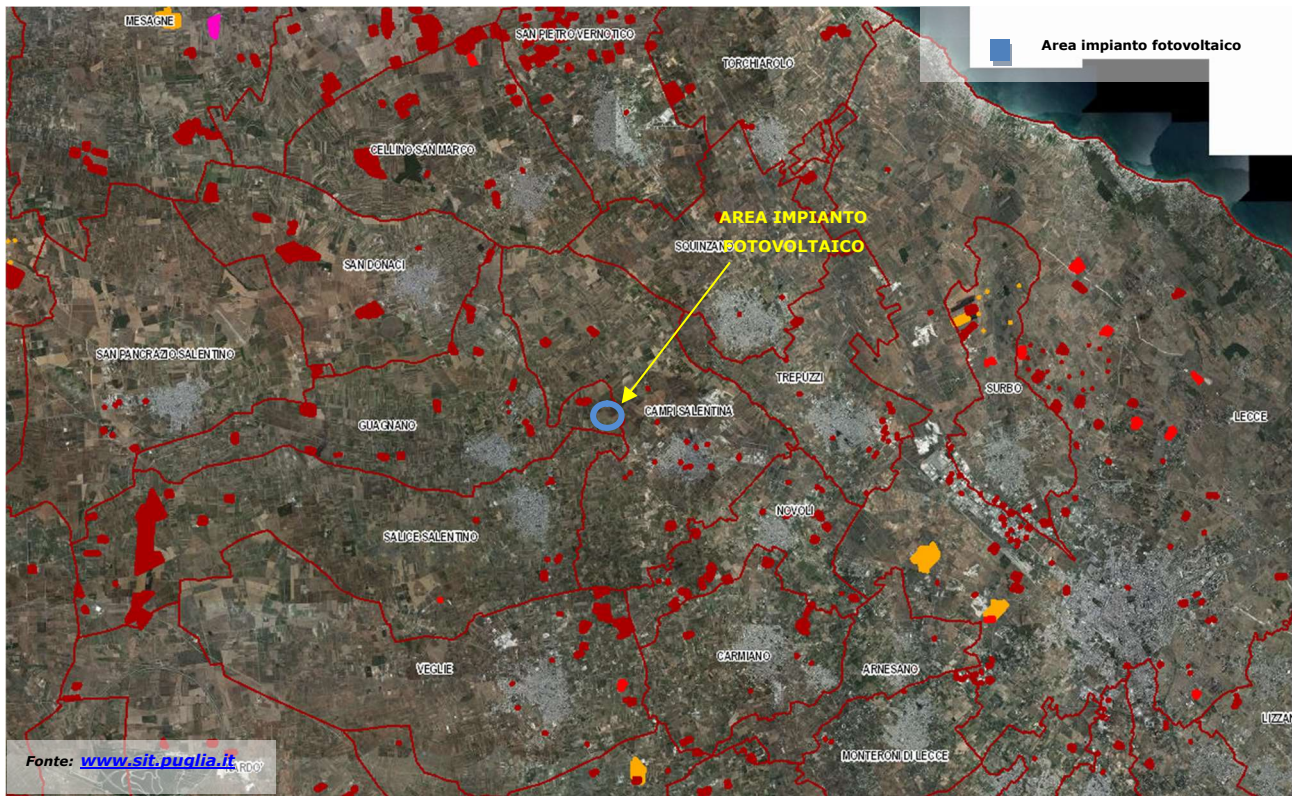 MESAGNE
SAN PIETRO VERNOTICO
Area impianto fotovoltaico
TORCHIAROLO
CELLINO SAN MARCO
AREA IMPIANTO
FOTOVOLTAICO
SQUINZANO
SAN DONACI
SAN PANCRAZIO SALENTINO
TREPUZZI
SURBO
CAMPI SALENTINA
LECCE
GUAGNANO
NOVOLI
SALICE SALENTINO
CARMIANO
VEGLIE
ARNESANO
LIZZAN
MONTERONI DI LECCE
Fonte: www.sit.puglia.it
NARDO'